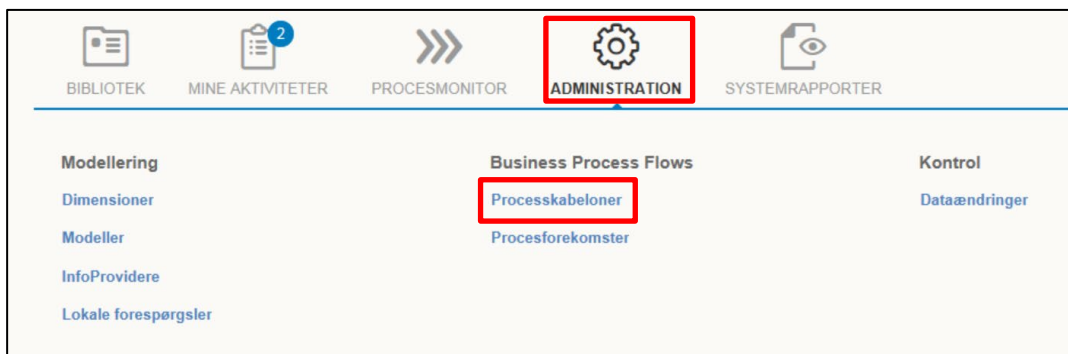 2
BIBLIOTEK MINE AKTIVITETER PROCESMONITOR ADMINISTRATION SYSTEMRAPPORTER
Modellering Business Process Flows Kontrol
Dimensioner Processkabeloner Dataændringer
Modeller Procesforekomster
InfoProvidere
Lokale forespørgsler